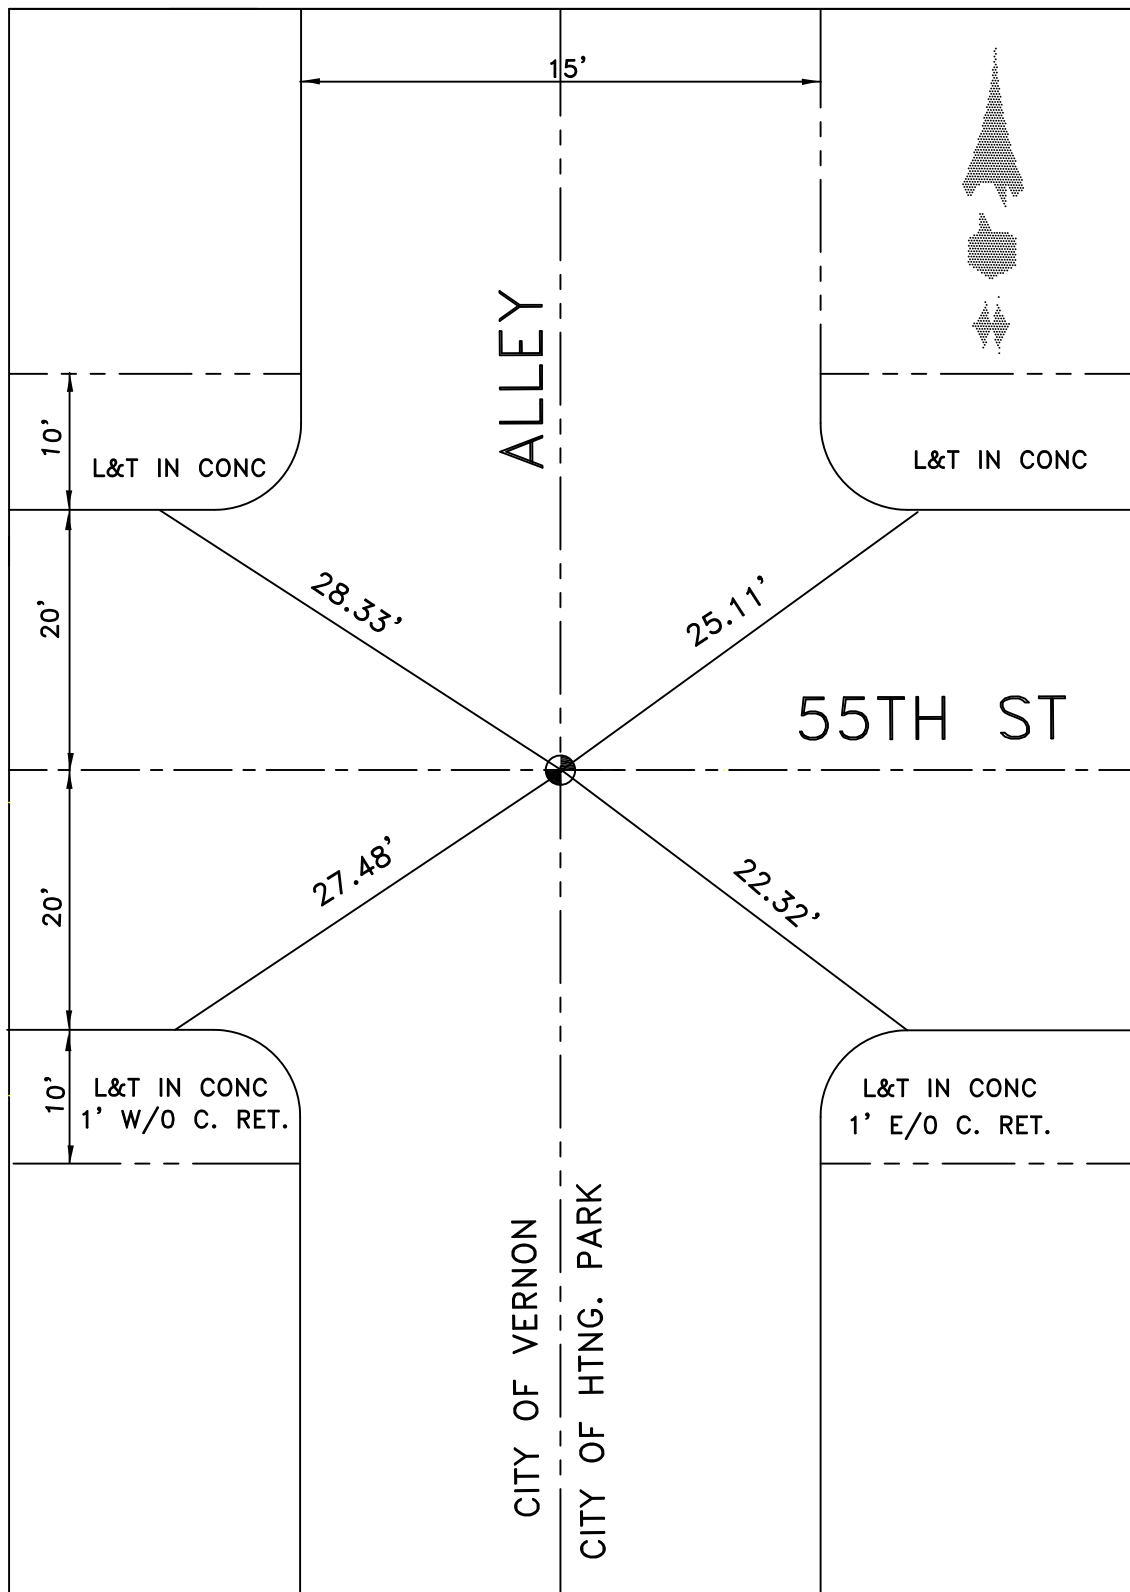 15'
ALLEY
10'
L&T IN CONC
L&T IN CONC
28.33'
25.11'
20'
55TH ST
20'
27.48'
22.32'
10'
L&T IN CONC
1' W/O C. RET.
L&T IN CONC
1' E/O C. RET.
CITY OF VERNON
CITY OF HTNG. PARK